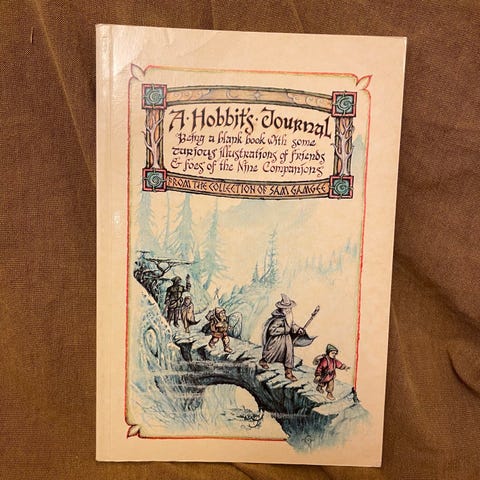 A Hobbit's Journal
Being a blank book with some
curious illustrations of friends
& foes of the Nine Companions
FROM THE COLLECTION OF SAM GAMGEE